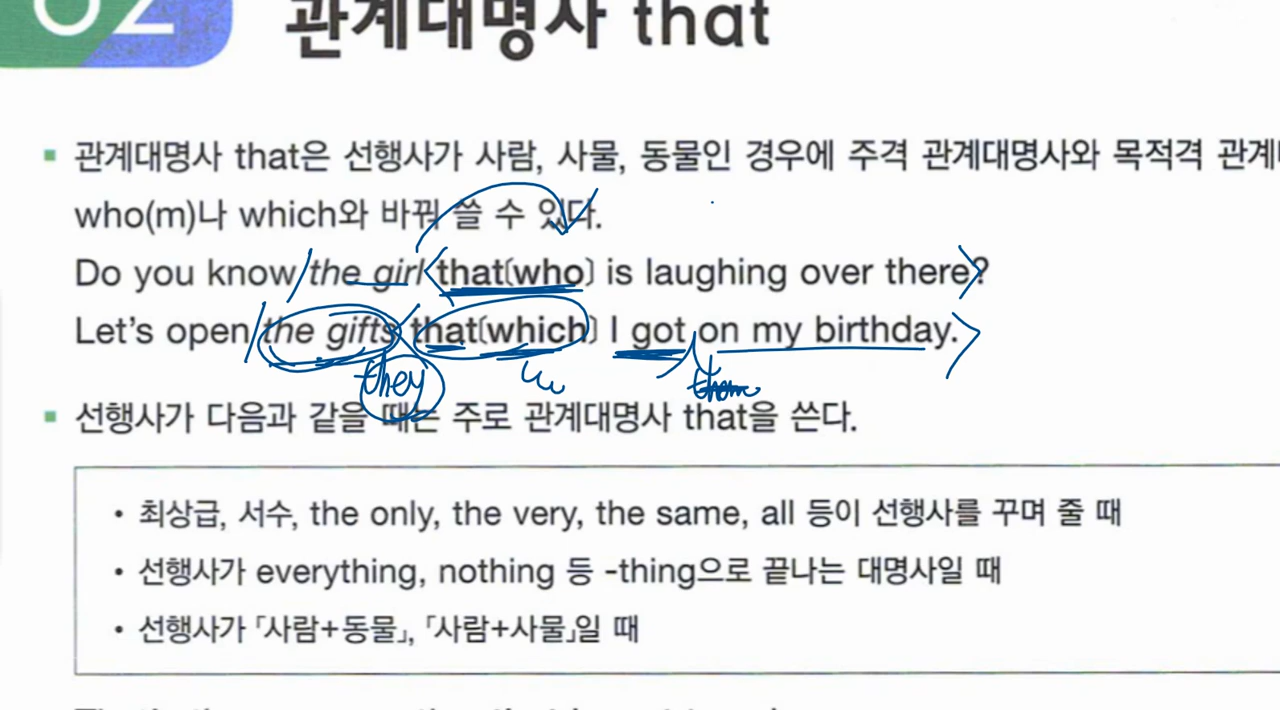 02 관계대명사 that
관계대명사 that은 선행사가 사람, 사물, 동물인 경우에 주격 관계대명사와 목적격 관계
who(m)나 which와 바꿔 쓸 수 있다.
Do you know the girl that(who) is laughing over there?
Let's open the gifts that(which) I got on my birthday.
they them
선행사가 다음과 같을 때는 주로 관계대명사 that을 쓴다.
• 최상급, 서수, the only, the very, the same, all 등이 선행사를 꾸며 줄 때
• 선행사가 everything, nothing 등 -thing으로 끝나는 대명사일 때
• 선행사가 「사람+동물」, 「사람+사물」일 때